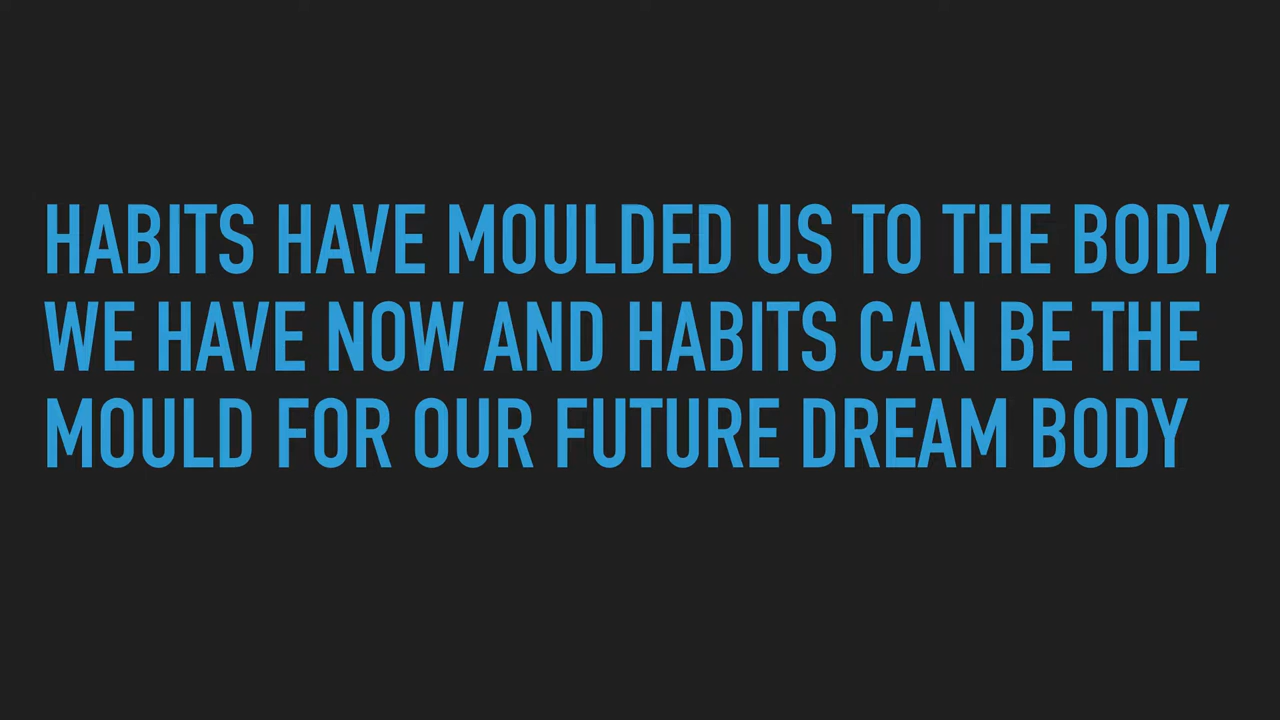 HABITS HAVE MOULDED US TO THE BODY
WE HAVE NOW AND HABITS CAN BE THE
MOULD FOR OUR FUTURE DREAM BODY